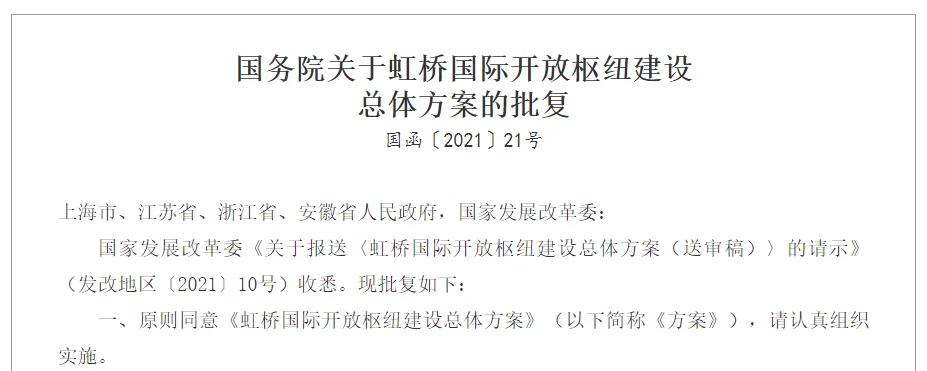 国务院关于虹桥国际开放枢纽建设
总体方案的批复
国函〔2021〕21号
上海市、江苏省、浙江省、安徽省人民政府，国家发展改革委：
国家发展改革委《关于报送〈虹桥国际开放枢纽建设总体方案（送审稿）〉的请示》
（发改地区〔2021〕10号）收悉。现批复如下：
一、原则同意《虹桥国际开放枢纽建设总体方案》（以下简称《方案》），请认真组织
实施。